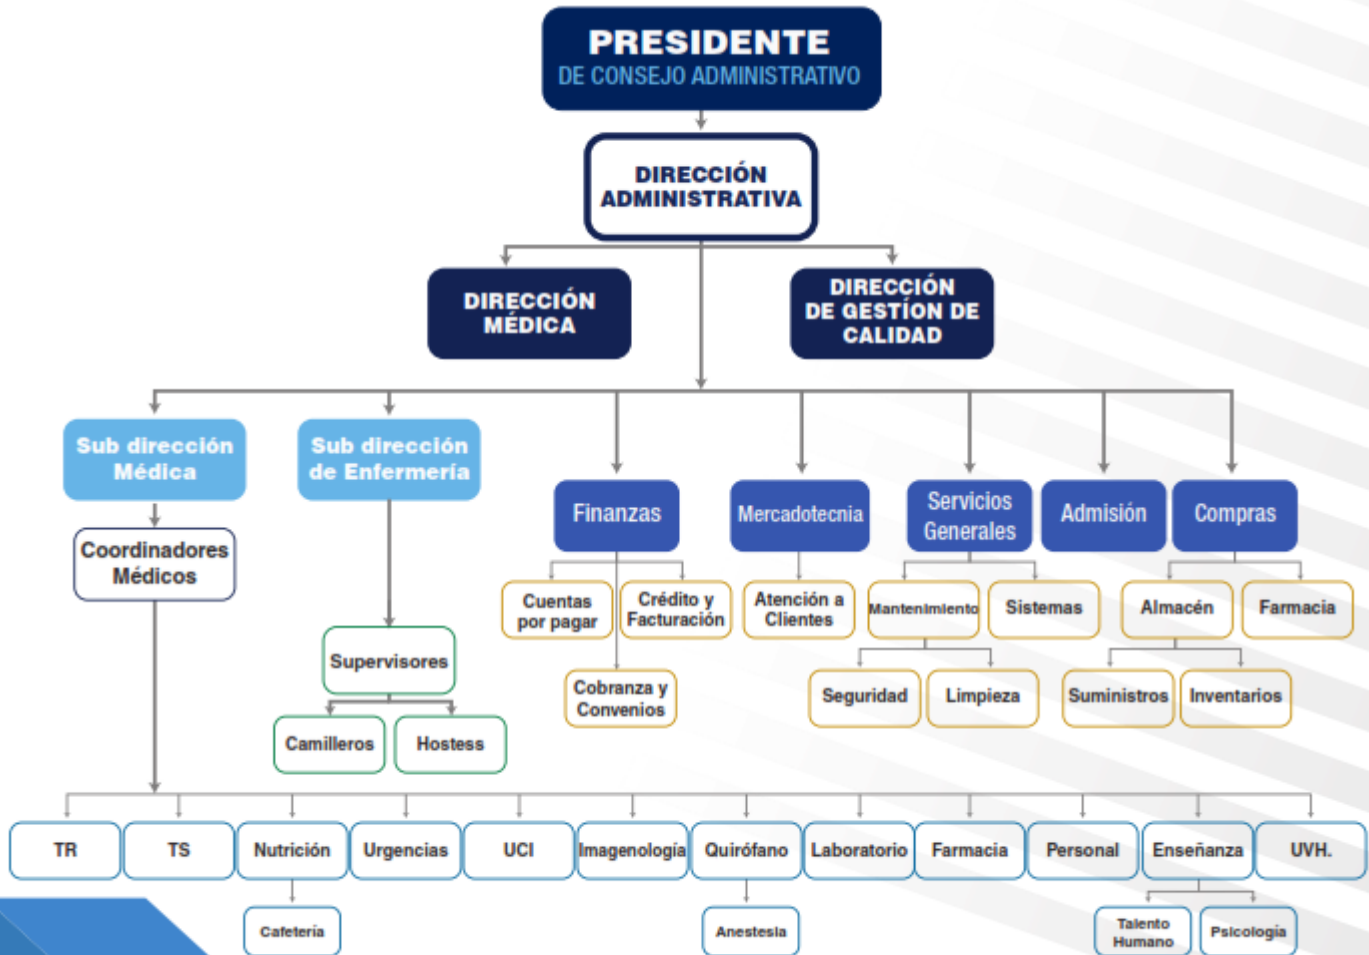 PRESIDENTE
DE CONSEJO ADMINISTRATIVO
DIRECCIÓN
ADMINISTRATIVA
DIRECCIÓN
MÉDICA
DIRECCIÓN
DE GESTÍON DE
CALIDAD
Sub dirección
Médica
Sub dirección
de Enfermería
Finanzas
Mercadotecnia
Servicios
Generales
Admisión
Compras
Coordinadores
Médicos
Cuentas
por pagar
Crédito y
Facturación
Atención a
Clientes
Mantenimiento
Sistemas
Almacén
Farmacia
Supervisores
Cobranza y
Convenios
Seguridad
Limpieza
Suministros
Inventarios
Camilleros
Hostess
TR
TS
Nutrición
Urgencias
UCI
Imagenología
Quirófano
Laboratorio
Farmacia
Personal
Enseñanza
UVH.
Cafetería
Anestesia
Talento
Humano
Psicología